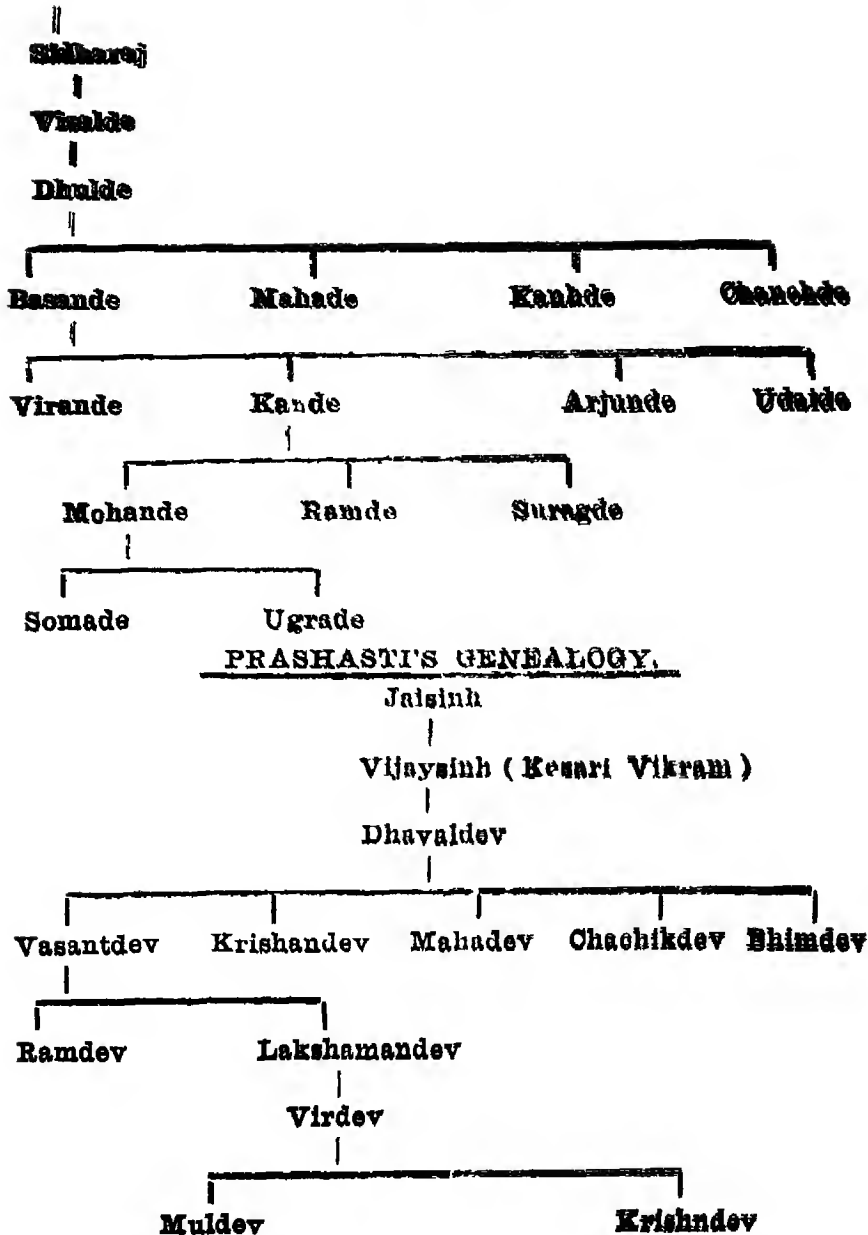 Sidharaj
Visalde
Dhulde
Basande Mahade Kanhde Chanchde
Virande Kande Arjunde Udalde
Mohande Ramde Suragde
Somade Ugrade
PRASHASTI'S GENEALOGY.
Jaisinh
Vijaysinh ( Kesari Vikram )
Dhavaldev
Vasantdev Krishandev Mahadev Chachikdev Bhimdev
Ramdev Lakshamandev
Virdev
Muldev Krishndev